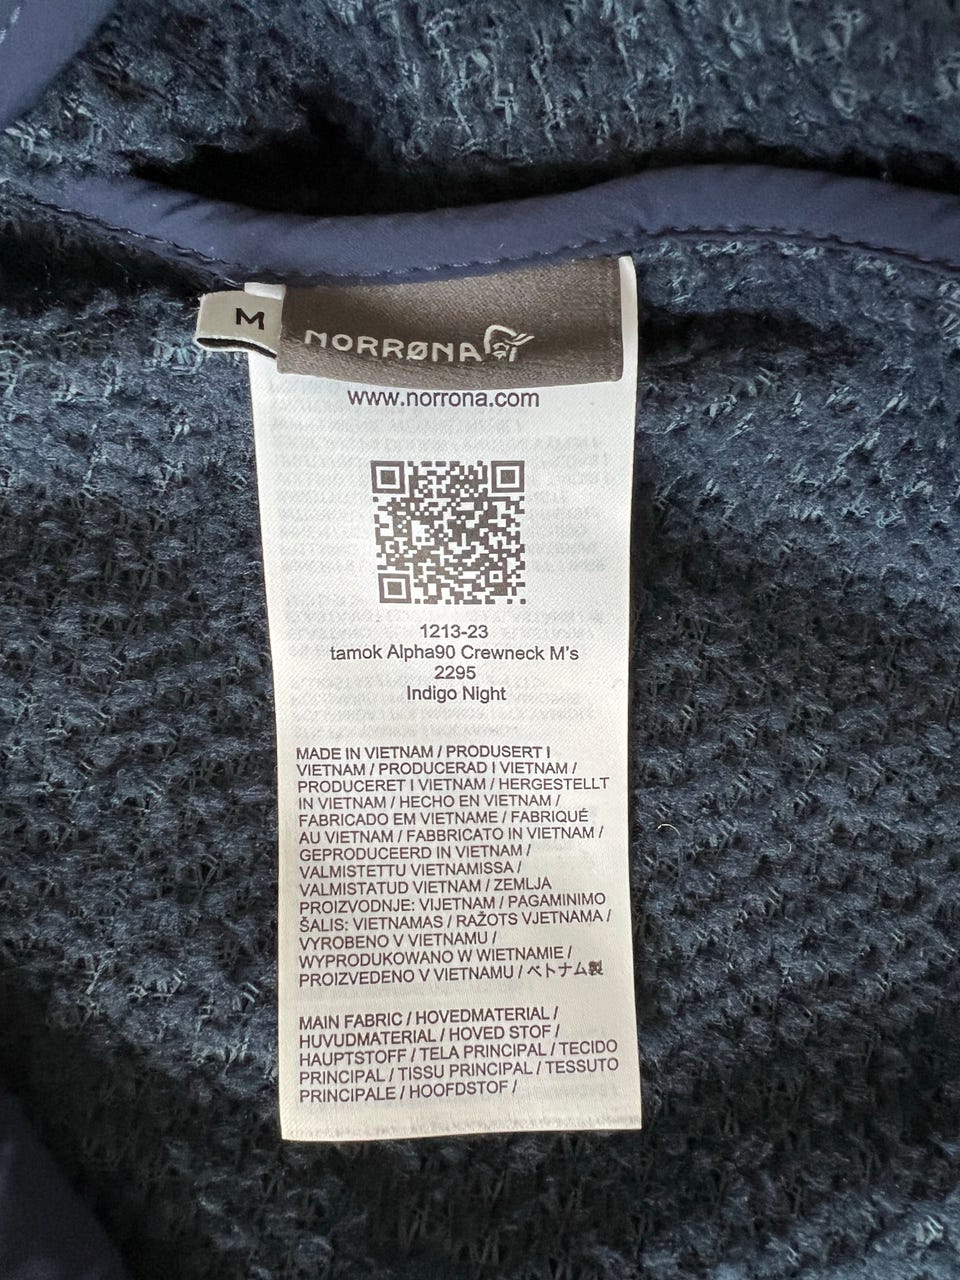 M
NORRØNA
www.norrona.com
1213-23
tamok Alpha90 Crewneck M's
2295
Indigo Night
MADE IN VIETNAM / PRODUSERT I
VIETNAM / PRODUCERAD I VIETNAM /
PRODUCERET I VIETNAM / HERGESTELLT
IN VIETNAM / HECHO EN VIETNAM /
FABRICADO EM VIETNAME / FABRIQUÉ
AU VIETNAM / FABBRICATO IN VIETNAM /
GEPRODUCEERD IN VIETNAM /
VALMISTETTU VIETNAMISSA /
VALMISTATUD VIETNAM / ZEMLJA
PROIZVODNJE: VIJETNAM / PAGAMINIMO
ŠALIS: VIETNAMAS / RAŽOTS VJETNAMA /
VYROBENO V VIETNAMU /
WYPRODUKOWANO W WIETNAMIE /
PROIZVEDENO V VIETNAMU / ベトナム製
MAIN FABRIC / HOVEDMATERIAL /
HUVUDMATERIAL / HOVED STOF /
HAUPTSTOFF / TELA PRINCIPAL / TECIDO
PRINCIPAL / TISSU PRINCIPAL / TESSUTO
PRINCIPALE / HOOFDSTOF /